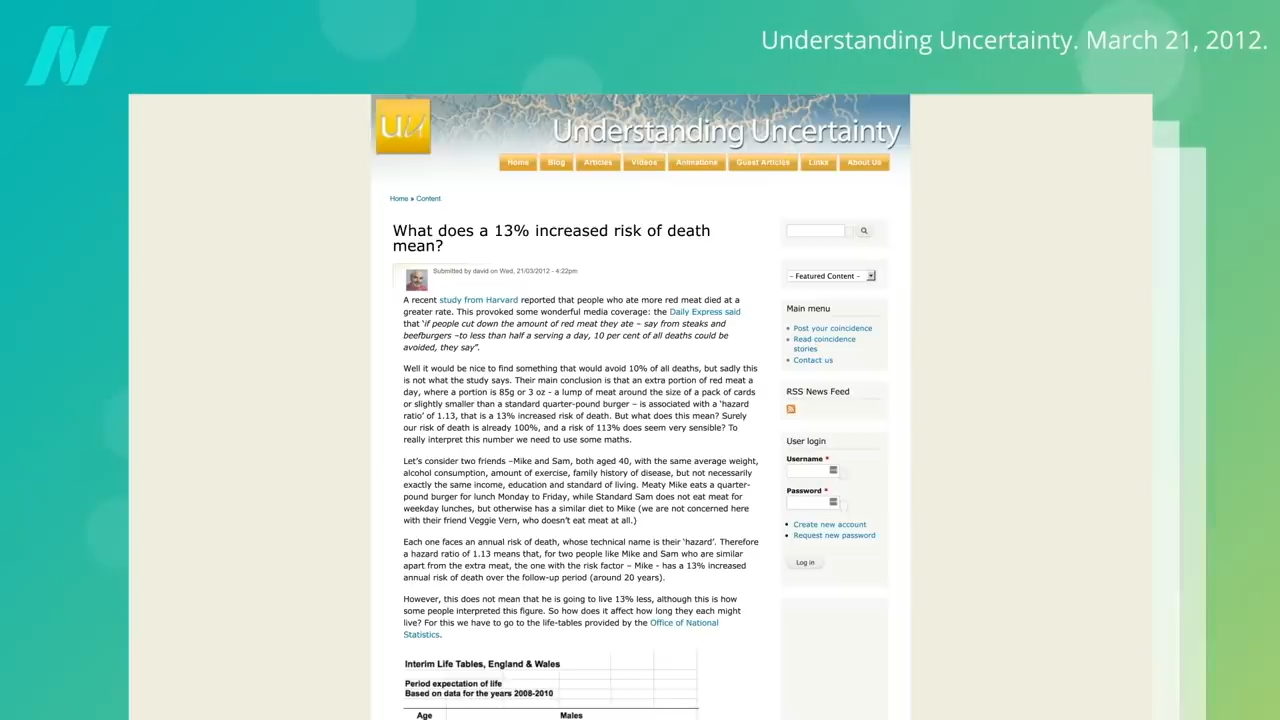 Understanding Uncertainty. March 21, 2012.
uu
Understanding Uncertainty
Home Blog Articles Videos Animations Guest Articles Links About Us
Home » Content
What does a 13% increased risk of death
mean?
Submitted by david on Wed, 21/03/2012 - 4:22pm
A recent study from Harvard reported that people who ate more red meat died at a
greater rate. This provoked some wonderful media coverage: the Daily Express said
that 'if people cut down the amount of red meat they ate – say from steaks and
beefburgers –to less than half a serving a day, 10 per cent of all deaths could be
avoided, they say".
Well it would be nice to find something that would avoid 10% of all deaths, but sadly this
is not what the study says. Their main conclusion is that an extra portion of red meat a
day, where a portion is 85g or 3 oz - a lump of meat around the size of a pack of cards
or slightly smaller than a standard quarter-pound burger – is associated with a 'hazard
ratio' of 1.13, that is a 13% increased risk of death. But what does this mean? Surely
our risk of death is already 100%, and a risk of 113% does seem very sensible? To
really interpret this number we need to use some maths.
Let's consider two friends –Mike and Sam, both aged 40, with the same average weight,
alcohol consumption, amount of exercise, family history of disease, but not necessarily
exactly the same income, education and standard of living. Meaty Mike eats a quarter-
pound burger for lunch Monday to Friday, while Standard Sam does not eat meat for
weekday lunches, but otherwise has a similar diet to Mike (we are not concerned here
with their friend Veggie Vern, who doesn't eat meat at all.)
Each one faces an annual risk of death, whose technical name is their 'hazard'. Therefore
a hazard ratio of 1.13 means that, for two people like Mike and Sam who are similar
apart from the extra meat, the one with the risk factor – Mike - has a 13% increased
annual risk of death over the follow-up period (around 20 years).
However, this does not mean that he is going to live 13% less, although this is how
some people interpreted this figure. So how does it affect how long they each might
live? For this we have to go to the life-tables provided by the Office of National
Statistics.
Interim Life Tables, England & Wales
Period expectation of life
Based on data for the years 2008-2010
Age Males
- Featured Content -
Main menu
Post your coincidence
Read coincidence
stories
Contact us
RSS News Feed
User login
Username *
Password *
Create new account
Request new password
Log in